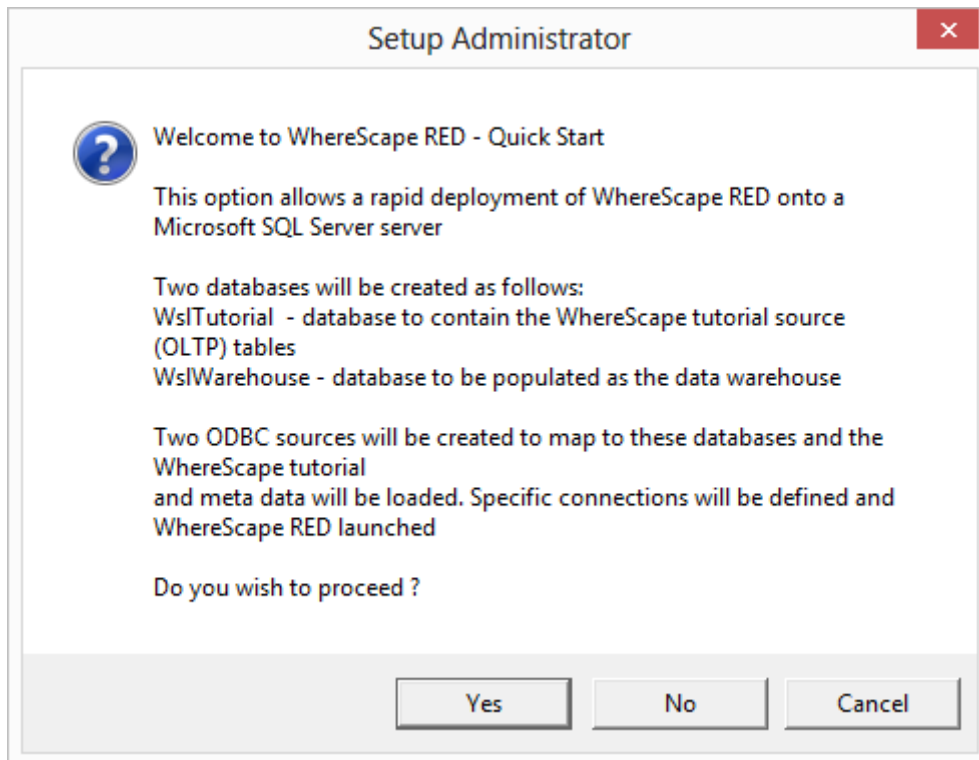 Setup Administrator
Welcome to WhereScape RED - Quick Start
This option allows a rapid deployment of WhereScape RED onto a
Microsoft SQL Server server
Two databases will be created as follows:
WslTutorial  - database to contain the WhereScape tutorial source
(OLTP) tables
WslWarehouse - database to be populated as the data warehouse
Two ODBC sources will be created to map to these databases and the
WhereScape tutorial
and meta data will be loaded. Specific connections will be defined and
WhereScape RED launched
Do you wish to proceed ?
Yes No Cancel